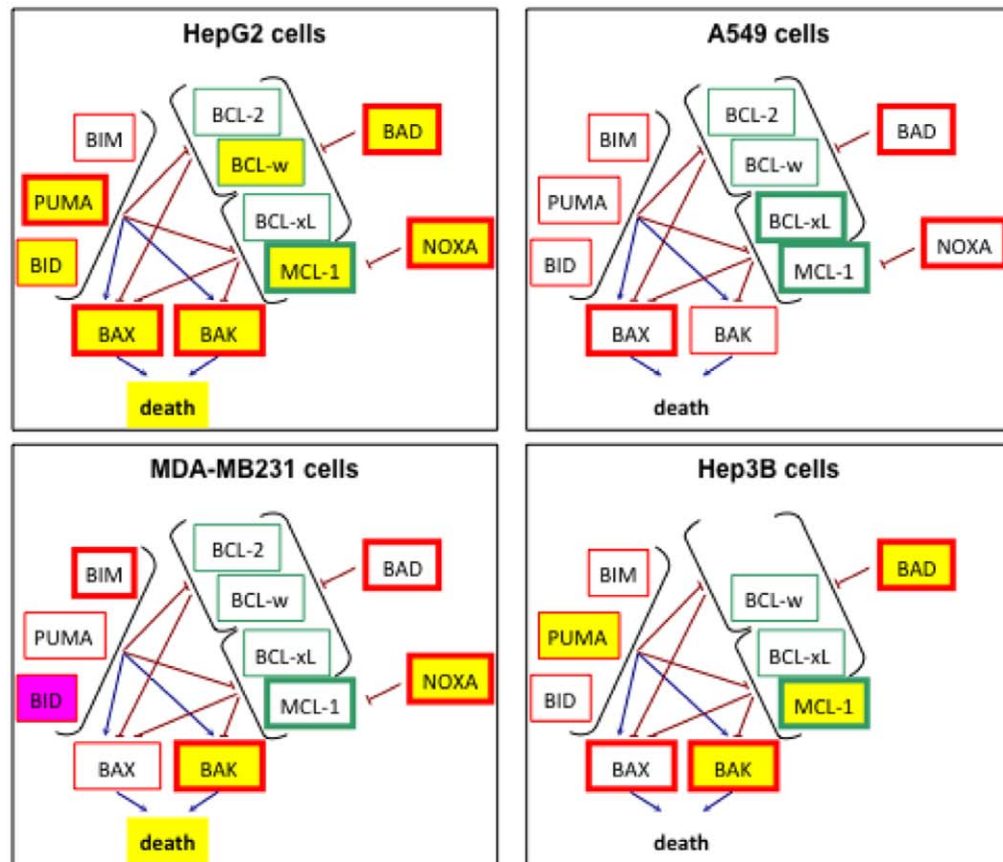 HepG2 cells
BCL-2
BIM
BAD
BCL-w
PUMA
BCL-xL
BID
MCL-1
NOXA
BAX
BAK
death
A549 cells
BCL-2
BIM
BAD
BCL-w
PUMA
BCL-xL
BID
MCL-1
NOXA
BAX
BAK
death
MDA-MB231 cells
BCL-2
BIM
BAD
BCL-w
PUMA
BCL-xL
BID
MCL-1
NOXA
BAX
BAK
death
Hep3B cells
BIM
BAD
BCL-w
PUMA
BCL-xL
BID
MCL-1
BAX
BAK
death